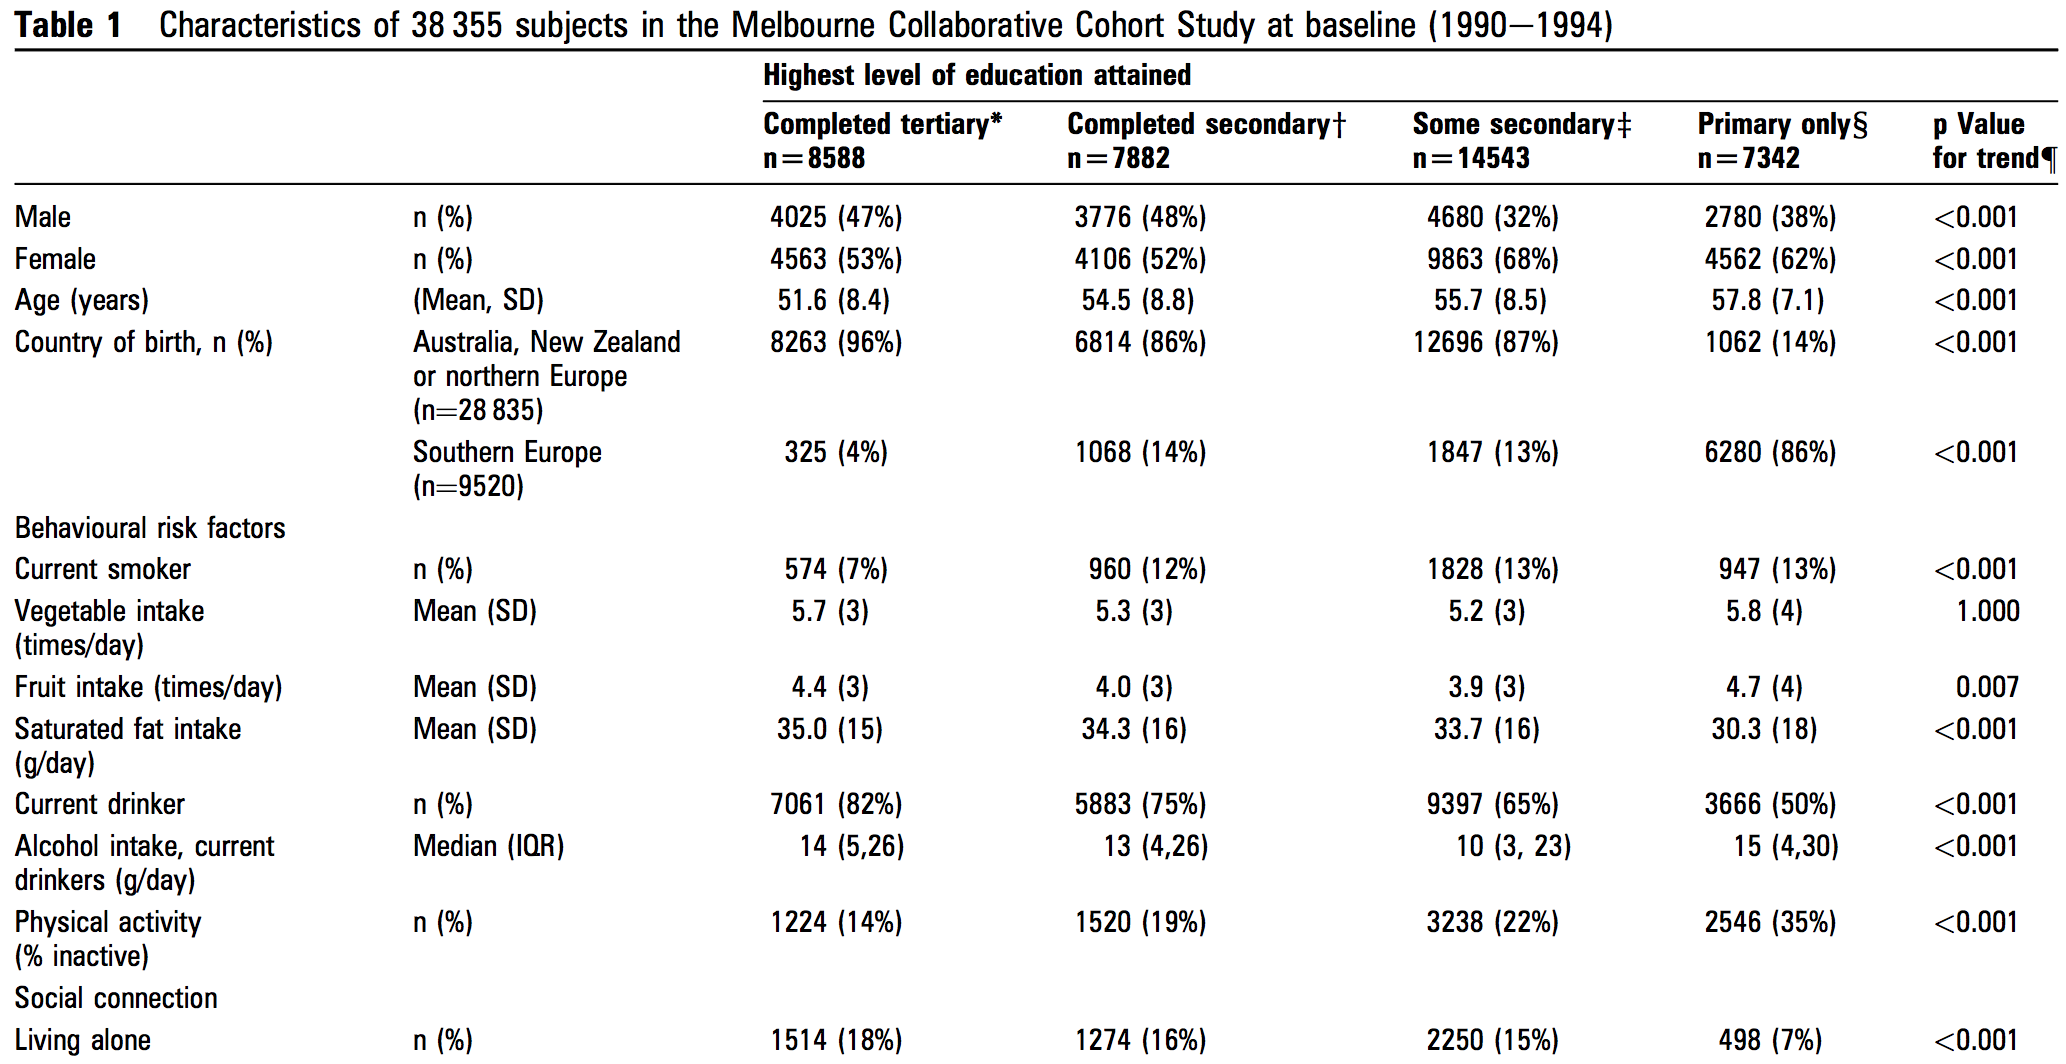 Table 1 Characteristics of 38 355 subjects in the Melbourne Collaborative Cohort Study at baseline (1990–1994)
Highest level of education attained
Completed tertiary* Completed secondary† Some secondary‡ Primary only§ p Value
n=8588 n=7882 n=14543 n=7342 for trend¶
Male n (%) 4025 (47%) 3776 (48%) 4680 (32%) 2780 (38%) <0.001
Female n (%) 4563 (53%) 4106 (52%) 9863 (68%) 4562 (62%) <0.001
Age (years) (Mean, SD) 51.6 (8.4) 54.5 (8.8) 55.7 (8.5) 57.8 (7.1) <0.001
Country of birth, n (%) Australia, New Zealand 8263 (96%) 6814 (86%) 12696 (87%) 1062 (14%) <0.001
or northern Europe
(n=28 835)
Southern Europe 325 (4%) 1068 (14%) 1847 (13%) 6280 (86%) <0.001
(n=9520)
Behavioural risk factors
Current smoker n (%) 574 (7%) 960 (12%) 1828 (13%) 947 (13%) <0.001
Vegetable intake Mean (SD) 5.7 (3) 5.3 (3) 5.2 (3) 5.8 (4) 1.000
(times/day)
Fruit intake (times/day) Mean (SD) 4.4 (3) 4.0 (3) 3.9 (3) 4.7 (4) 0.007
Saturated fat intake Mean (SD) 35.0 (15) 34.3 (16) 33.7 (16) 30.3 (18) <0.001
(g/day)
Current drinker n (%) 7061 (82%) 5883 (75%) 9397 (65%) 3666 (50%) <0.001
Alcohol intake, current Median (IQR) 14 (5,26) 13 (4,26) 10 (3, 23) 15 (4,30) <0.001
drinkers (g/day)
Physical activity n (%) 1224 (14%) 1520 (19%) 3238 (22%) 2546 (35%) <0.001
(% inactive)
Social connection
Living alone n (%) 1514 (18%) 1274 (16%) 2250 (15%) 498 (7%) <0.001